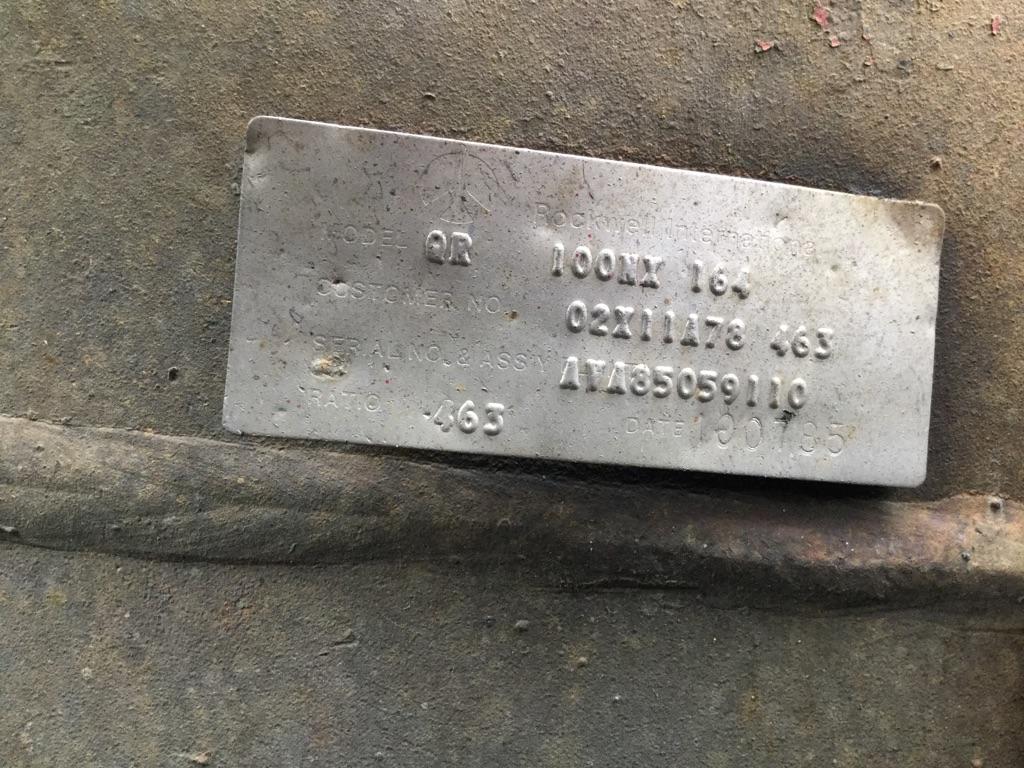 Rockwell International
MODEL QR 100NX 164
CUSTOMER NO. 02X11A78 463
SERIAL NO. & ASS'Y AVA85059110
RATIO 463 DATE 100785